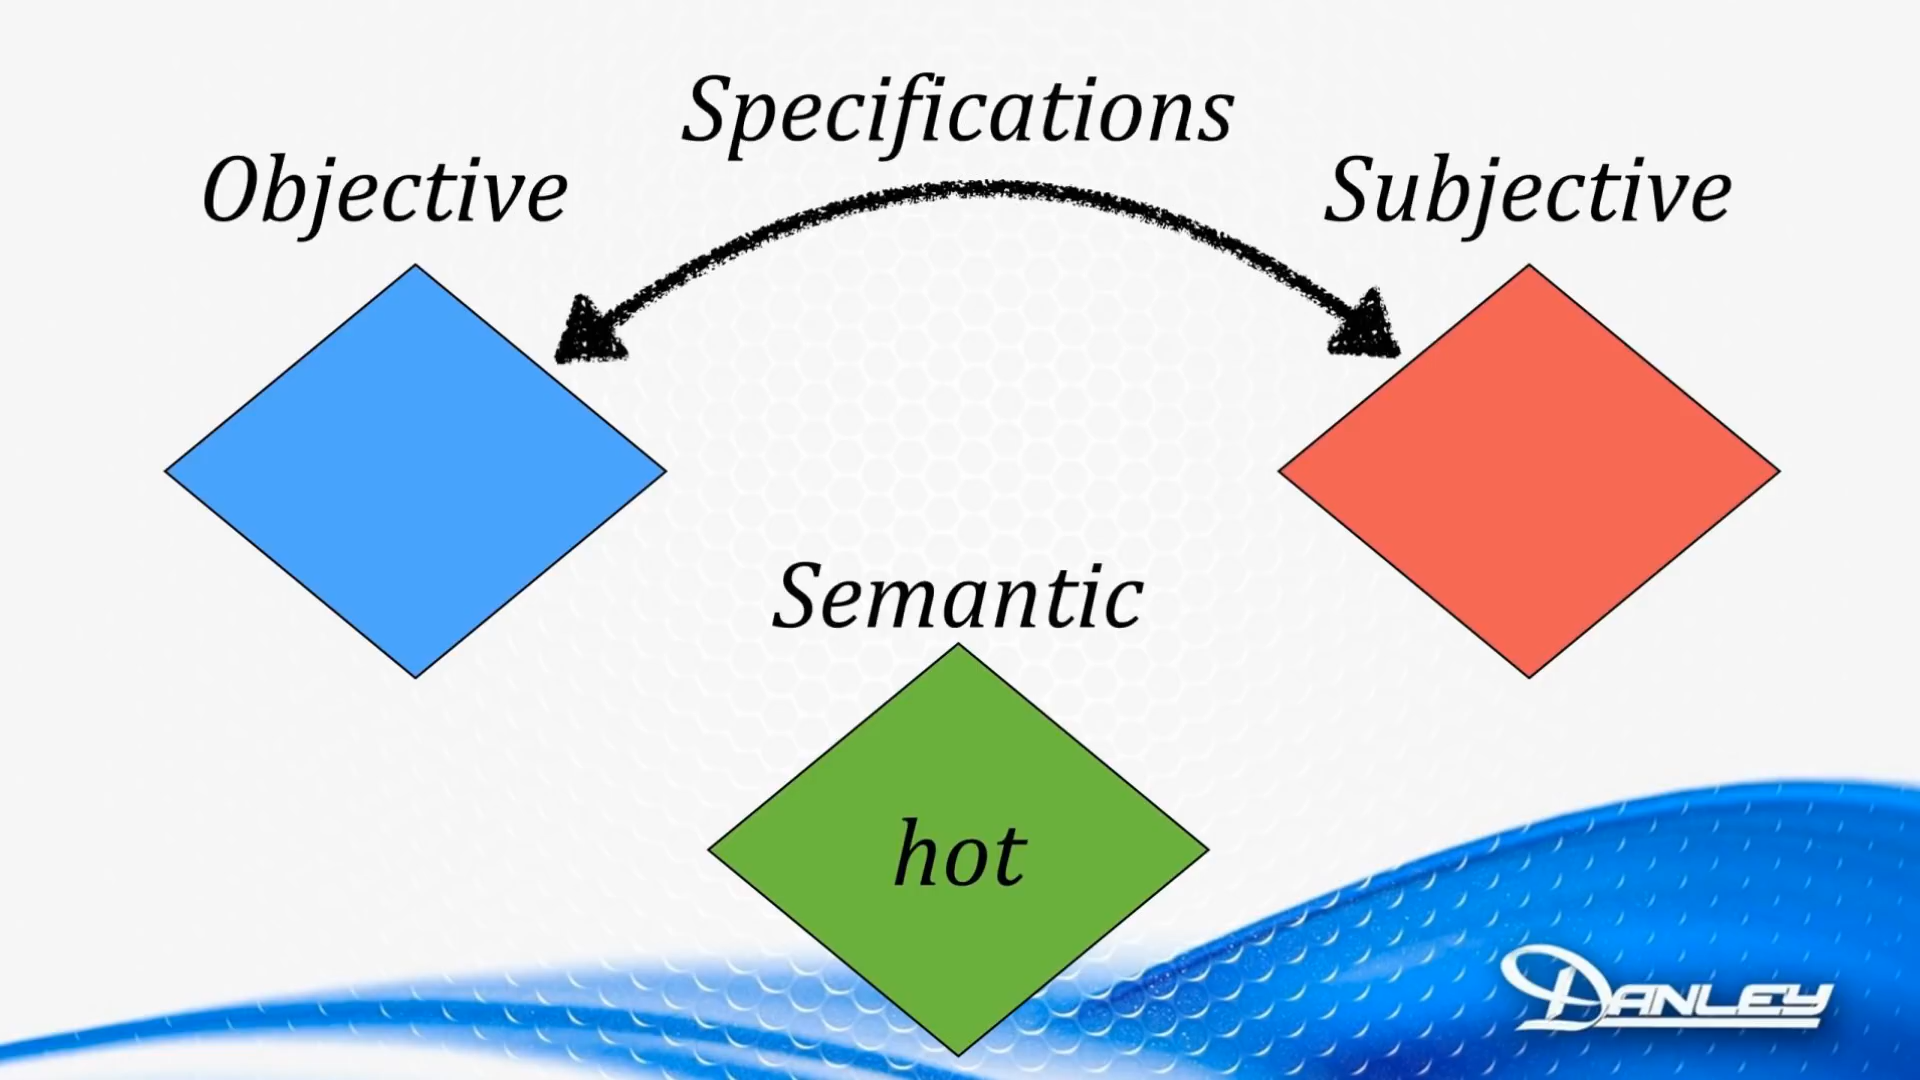 Specifications
Objective
Subjective
Semantic
hot
DANLEY